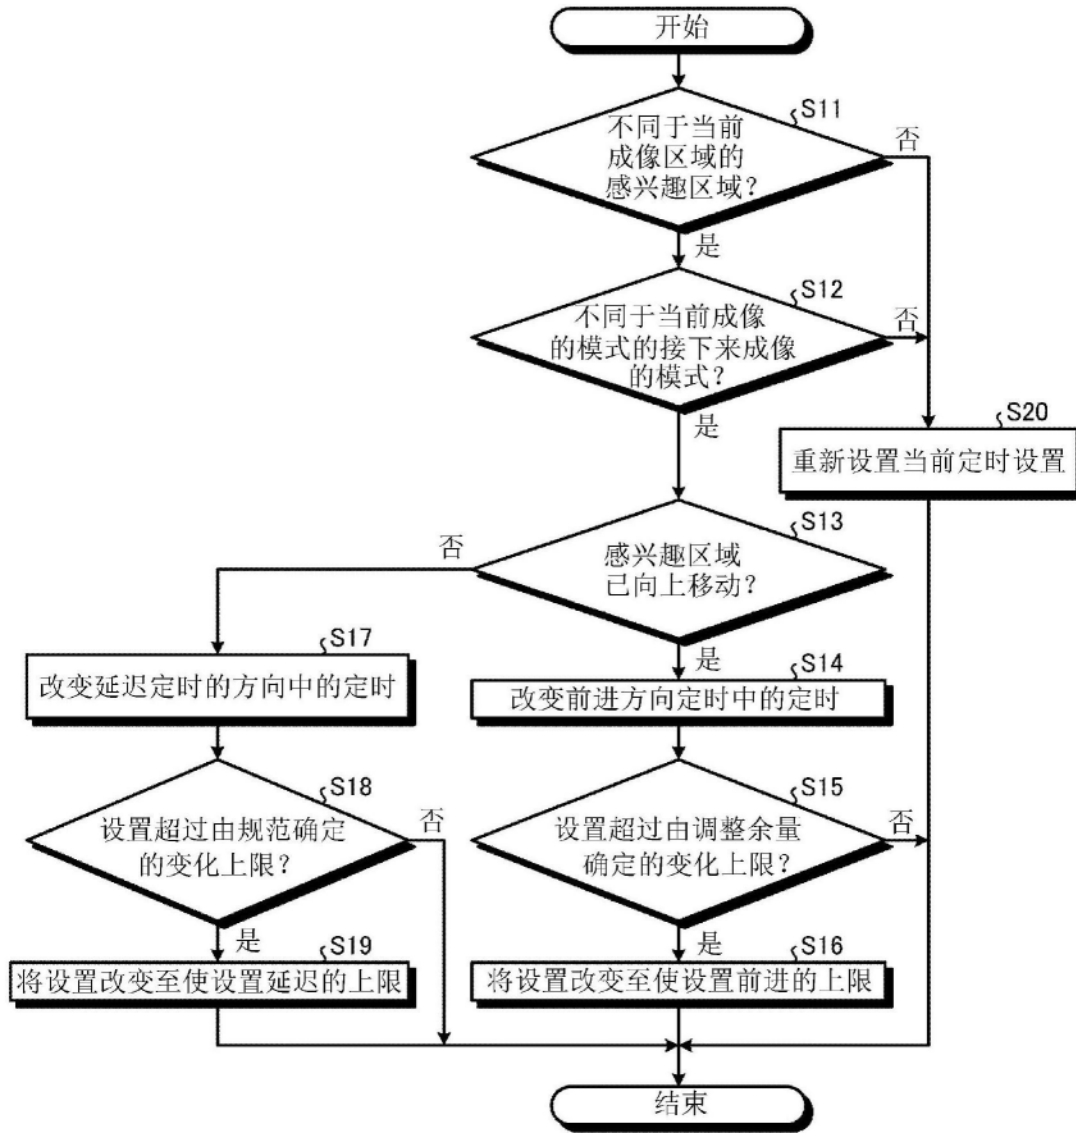 开始
S11
不同于当前
成像区域的
感兴趣区域?
否
是
S12
不同于当前成像
的模式的接下来成像
的模式?
否
是
S20
重新设置当前定时设置
S13
感兴趣区域
已向上移动?
否
是
S17
改变延迟定时的方向中的定时
S14
改变前进方向定时中的定时
S18
设置超过由规范确定
的变化上限?
否
是
S15
设置超过由调整余量
确定的变化上限?
否
是
S19
将设置改变至使设置延迟的上限
S16
将设置改变至使设置前进的上限
结束